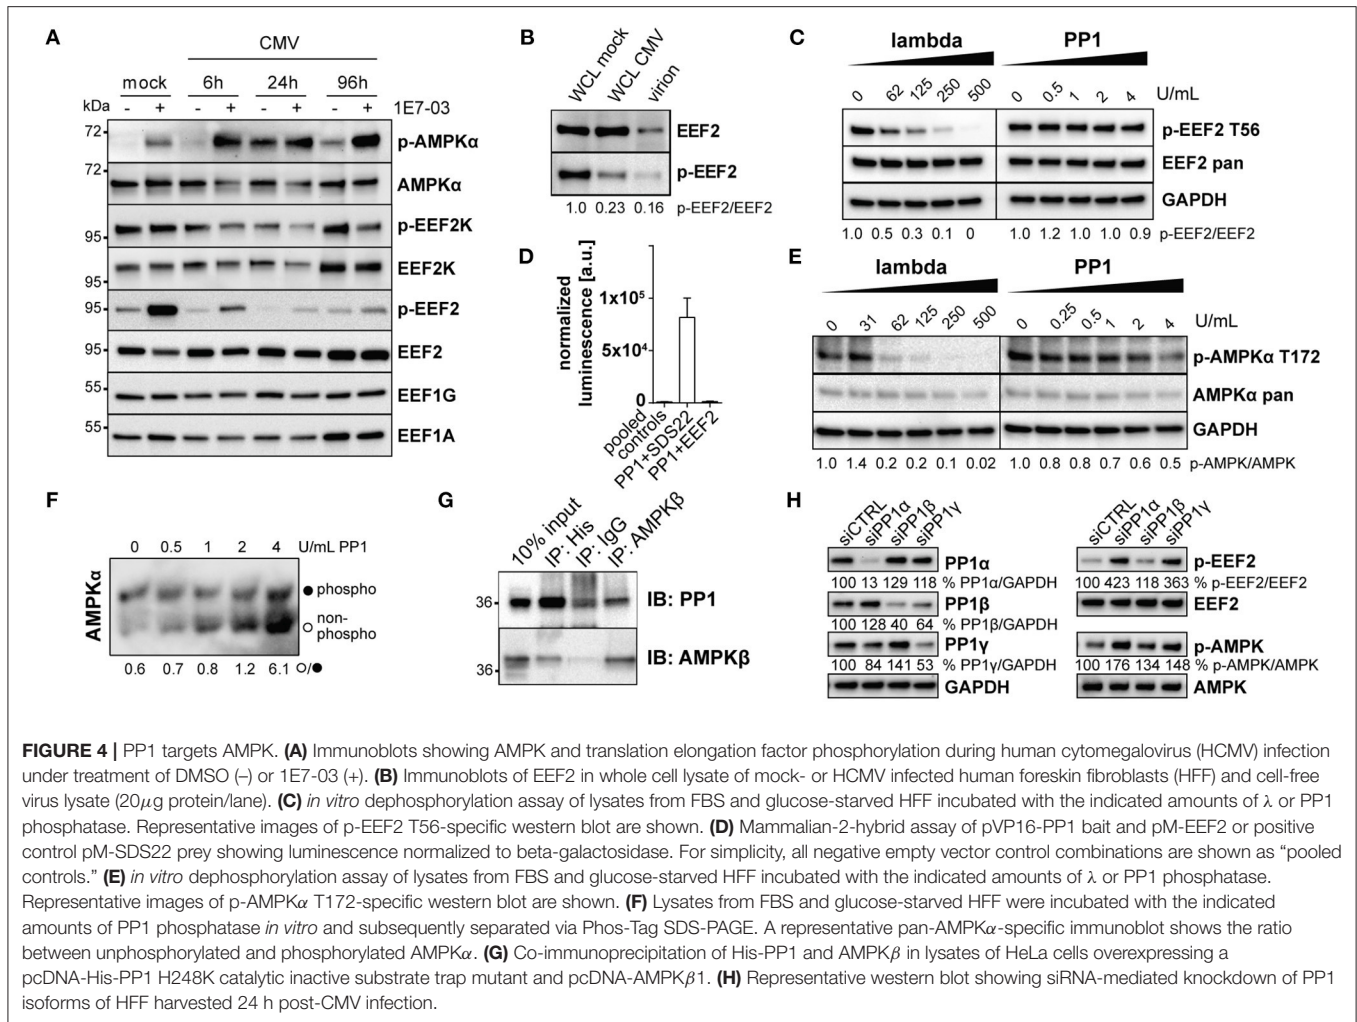 A
CMV
mock 6h 24h 96h
kDa - + - + - + - + 1E7-03
72 p-AMPKα
72 AMPKα
95 p-EEF2K
95 EEF2K
95 p-EEF2
95 EEF2
55 EEF1G
55 EEF1A
B
WCL mock WCL CMV virion
EEF2
p-EEF2
1.0 0.23 0.16 p-EEF2/EEF2
C
lambda PP1
0 62 125 250 500 0 0.5 1 2 4 U/mL
p-EEF2 T56
EEF2 pan
GAPDH
1.0 0.5 0.3 0.1 0 1.0 1.2 1.0 1.0 0.9 p-EEF2/EEF2
D
normalized
luminescence [a.u.]
1x10⁵
5x10⁴
0
pooled
controls
PP1+SDS22
PP1+EEF2
E
lambda PP1
0 31 62 125 250 500 0 0.25 0.5 1 2 4 U/mL
p-AMPKα T172
AMPKα pan
GAPDH
1.0 1.4 0.2 0.2 0.1 0.02 1.0 0.8 0.8 0.7 0.6 0.5 p-AMPK/AMPK
F
0 0.5 1 2 4 U/mL PP1
AMPKα
●phospho
○non-
phospho
0.6 0.7 0.8 1.2 6.1 ○/●
G
10% input IP: His IP: IgG IP: AMPKβ
36 IB: PP1
36 IB: AMPKβ
H
siCTRL siPP1α siPP1β siPP1γ
PP1α
100 13 129 118 % PP1α/GAPDH
PP1β
100 128 40 64 % PP1β/GAPDH
PP1γ
100 84 141 53 % PP1γ/GAPDH
GAPDH
siCTRL siPP1α siPP1β siPP1γ
p-EEF2
100 423 118 363 % p-EEF2/EEF2
EEF2
p-AMPK
100 176 134 148 % p-AMPK/AMPK
AMPK
FIGURE 4 | PP1 targets AMPK. (A) Immunoblots showing AMPK and translation elongation factor phosphorylation during human cytomegalovirus (HCMV) infection
under treatment of DMSO (–) or 1E7-03 (+). (B) Immunoblots of EEF2 in whole cell lysate of mock- or HCMV infected human foreskin fibroblasts (HFF) and cell-free
virus lysate (20μg protein/lane). (C) in vitro dephosphorylation assay of lysates from FBS and glucose-starved HFF incubated with the indicated amounts of λ or PP1
phosphatase. Representative images of p-EEF2 T56-specific western blot are shown. (D) Mammalian-2-hybrid assay of pVP16-PP1 bait and pM-EEF2 or positive
control pM-SDS22 prey showing luminescence normalized to beta-galactosidase. For simplicity, all negative empty vector control combinations are shown as “pooled
controls.” (E) in vitro dephosphorylation assay of lysates from FBS and glucose-starved HFF incubated with the indicated amounts of λ or PP1 phosphatase.
Representative images of p-AMPKα T172-specific western blot are shown. (F) Lysates from FBS and glucose-starved HFF were incubated with the indicated
amounts of PP1 phosphatase in vitro and subsequently separated via Phos-Tag SDS-PAGE. A representative pan-AMPKα-specific immunoblot shows the ratio
between unphosphorylated and phosphorylated AMPKα. (G) Co-immunoprecipitation of His-PP1 and AMPKβ in lysates of HeLa cells overexpressing a
pcDNA-His-PP1 H248K catalytic inactive substrate trap mutant and pcDNA-AMPKβ1. (H) Representative western blot showing siRNA-mediated knockdown of PP1
isoforms of HFF harvested 24 h post-CMV infection.